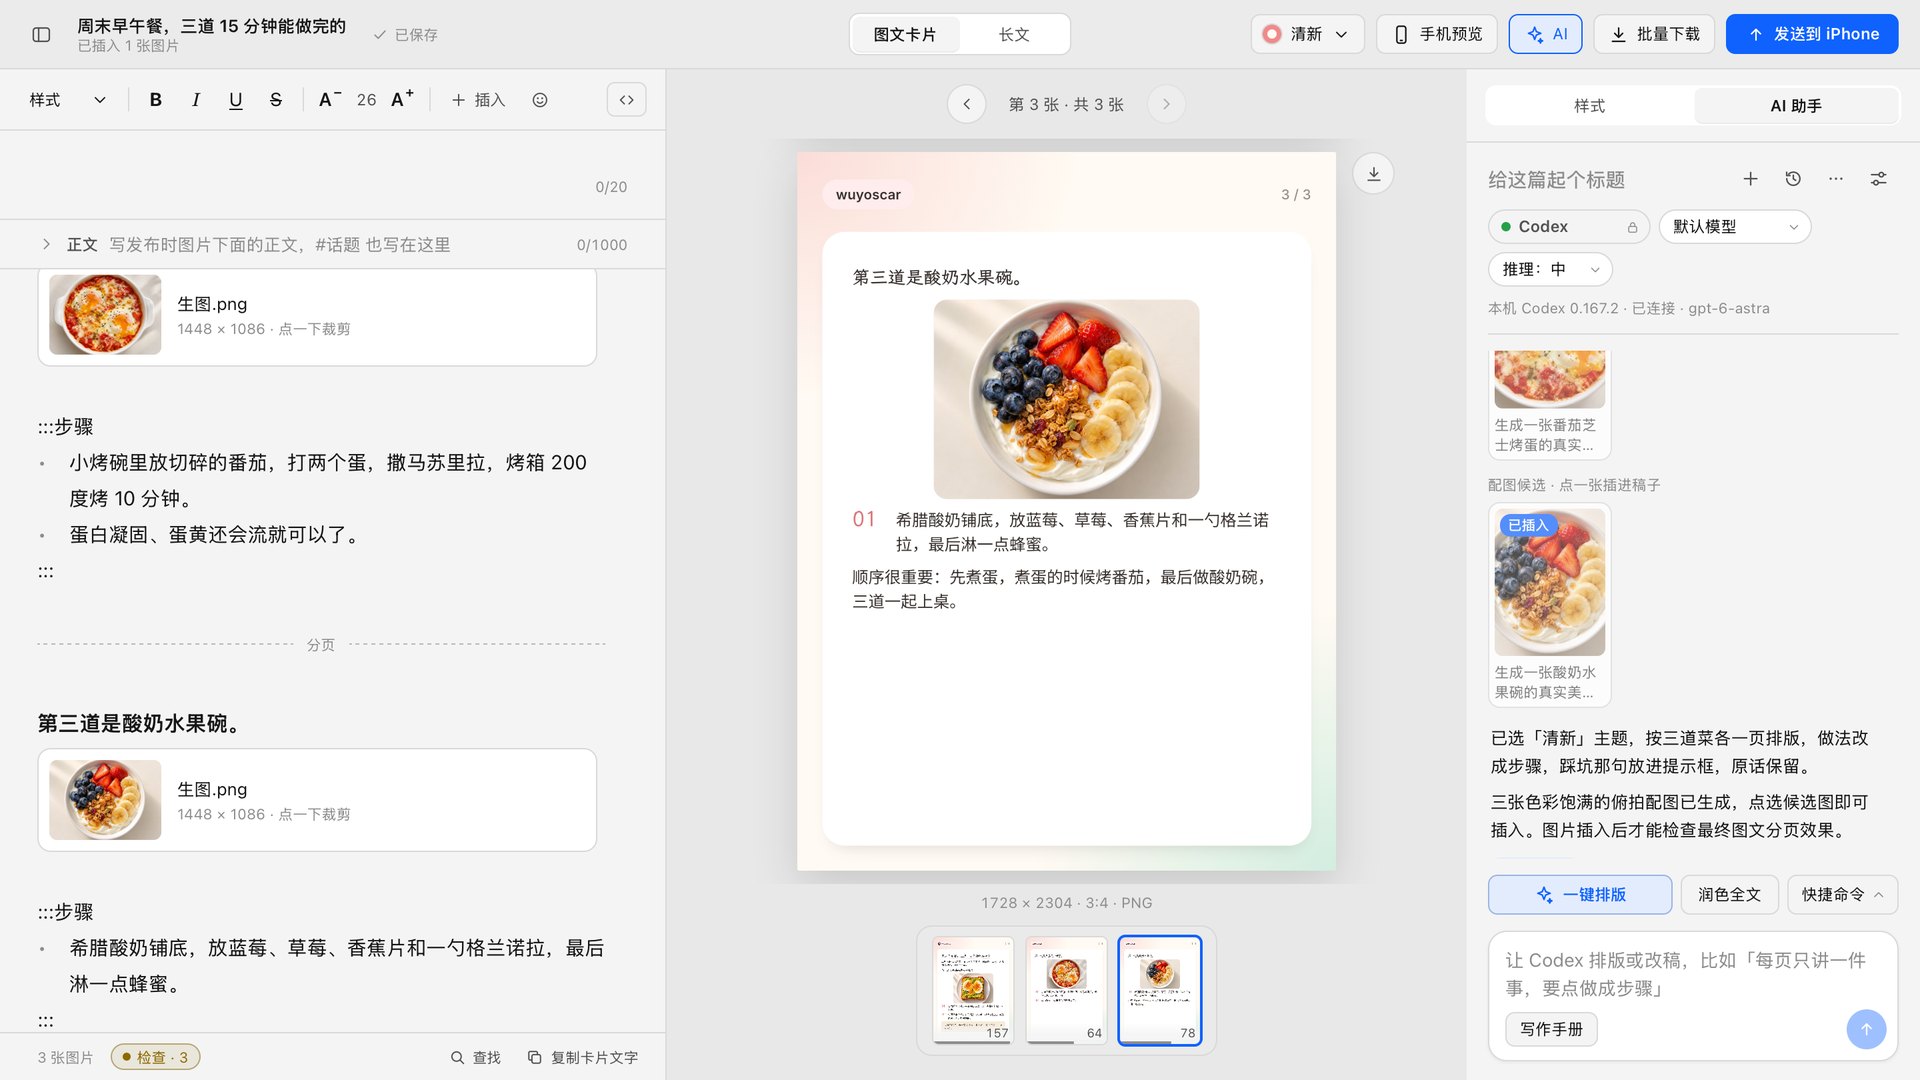 周末早午餐，三道 15 分钟能做完的
已插入 1 张图片
已保存
图文卡片
长文
清新
手机预览
AI
批量下载
发送到 iPhone
样式
B
I
U
S
A−
26
A+
插入
0/20
正文
写发布时图片下面的正文，#话题 也写在这里
0/1000
生图.png
1448 × 1086 · 点一下裁剪
:::步骤
小烤碗里放切碎的番茄，打两个蛋，撒马苏里拉，烤箱 200
度烤 10 分钟。
蛋白凝固、蛋黄还会流就可以了。
:::
分页
第三道是酸奶水果碗。
生图.png
1448 × 1086 · 点一下裁剪
:::步骤
希腊酸奶铺底，放蓝莓、草莓、香蕉片和一勺格兰诺拉，最后
淋一点蜂蜜。
:::
3 张图片
检查 · 3
查找
复制卡片文字
第 3 张 · 共 3 张
wuyoscar
3 / 3
第三道是酸奶水果碗。
01
希腊酸奶铺底，放蓝莓、草莓、香蕉片和一勺格兰诺
拉，最后淋一点蜂蜜。
顺序很重要：先煮蛋，煮蛋的时候烤番茄，最后做酸奶碗，
三道一起上桌。
1728 × 2304 · 3:4 · PNG
157
64
78
样式
AI 助手
给这篇起个标题
Codex
默认模型
推理：中
本机 Codex 0.167.2 · 已连接 · gpt-6-astra
生成一张番茄芝
士烤蛋的真实...
配图候选 · 点一张插进稿子
已插入
生成一张酸奶水
果碗的真实美...
已选「清新」主题，按三道菜各一页排版，做法改
成步骤，踩坑那句放进提示框，原话保留。
三张色彩饱满的俯拍配图已生成，点选候选图即可
插入。图片插入后才能检查最终图文分页效果。
一键排版
润色全文
快捷命令
让 Codex 排版或改稿，比如「每页只讲一件
事，要点做成步骤」
写作手册